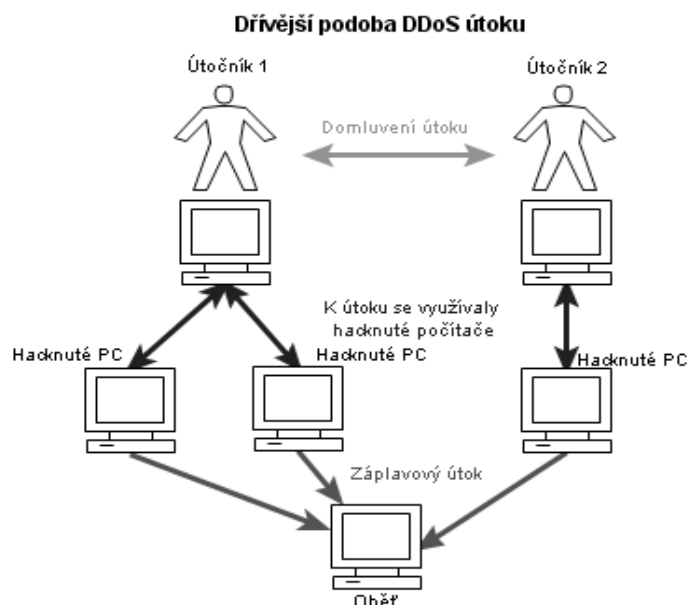 Dřívější podoba DDoS útoku
Útočník 1
Útočník 2
Domluvení útoku
K útoku se využívaly
hacknuté počítače
Hacknuté PC
Hacknuté PC
Hacknuté PC
Záplavový útok
Oběť